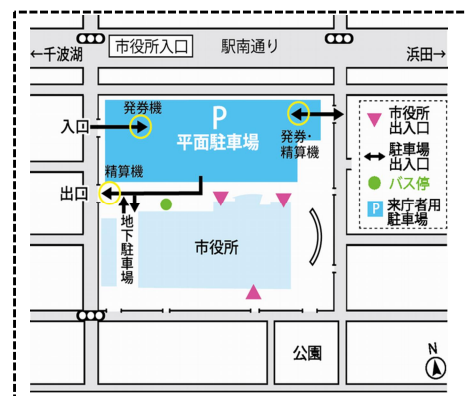 市役所入口
駅南通り
←千波湖
浜田→
発券機
P
平面駐車場
入口
発券・
精算機
精算機
出口
地下駐車場
市役所
公園
市役所
出入口
駐車場
出入口
バス停
P 来庁者用
駐車場
N